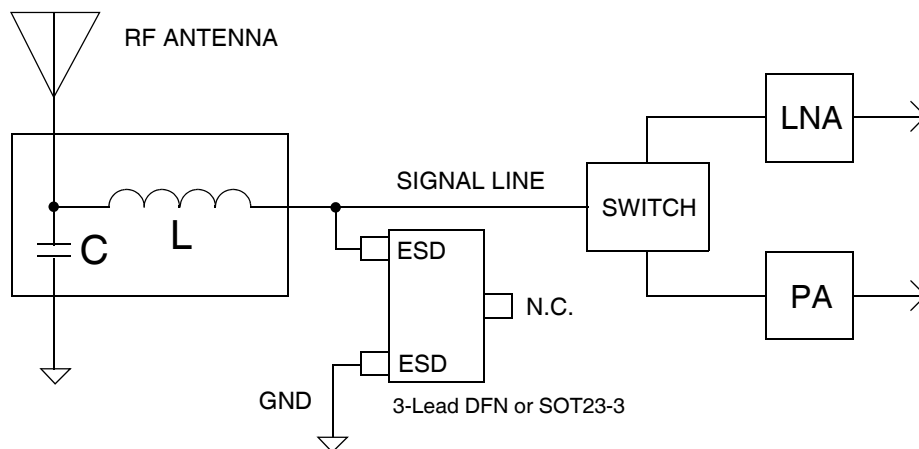 RF ANTENNA
LNA
SIGNAL LINE
SWITCH
C
L
ESD
N.C.
PA
ESD
GND
3-Lead DFN or SOT23-3